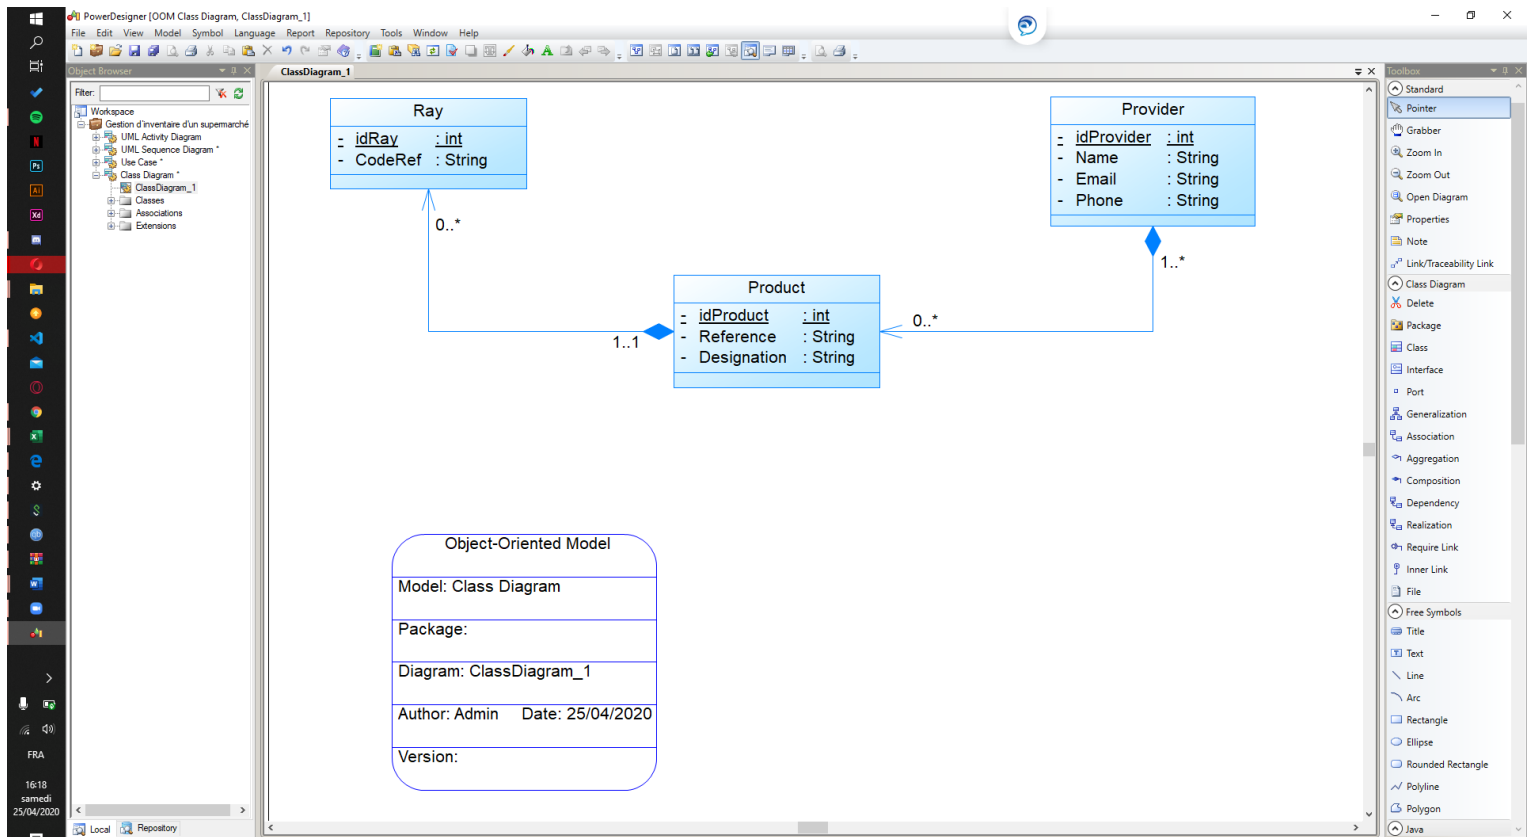 PowerDesigner [OOM Class Diagram, ClassDiagram_1]
File Edit View Model Symbol Language Report Repository Tools Window Help
Object Browser
ClassDiagram_1
Toolbox
Filter:
Workspace
Gestion d'inventaire d'un supermarché
UML Activity Diagram
UML Sequence Diagram *
Use Case *
Class Diagram *
ClassDiagram_1
Classes
Associations
Extensions
Local Repository
Ray
- idRay : int
- CodeRef : String
0..*
Provider
- idProvider : int
- Name : String
- Email : String
- Phone : String
1..*
Product
- idProduct : int
- Reference : String
- Designation : String
1..1
0..*
Object-Oriented Model
Model: Class Diagram
Package:
Diagram: ClassDiagram_1
Author: Admin Date: 25/04/2020
Version:
Standard
Pointer
Grabber
Zoom In
Zoom Out
Open Diagram
Properties
Note
Link/Traceability Link
Class Diagram
Delete
Package
Class
Interface
Port
Generalization
Association
Aggregation
Composition
Dependency
Realization
Require Link
Inner Link
File
Free Symbols
Title
Text
Line
Arc
Rectangle
Ellipse
Rounded Rectangle
Polyline
Polygon
Java
N
Ps
Ai
Xd
FRA
16:18
samedi
25/04/2020